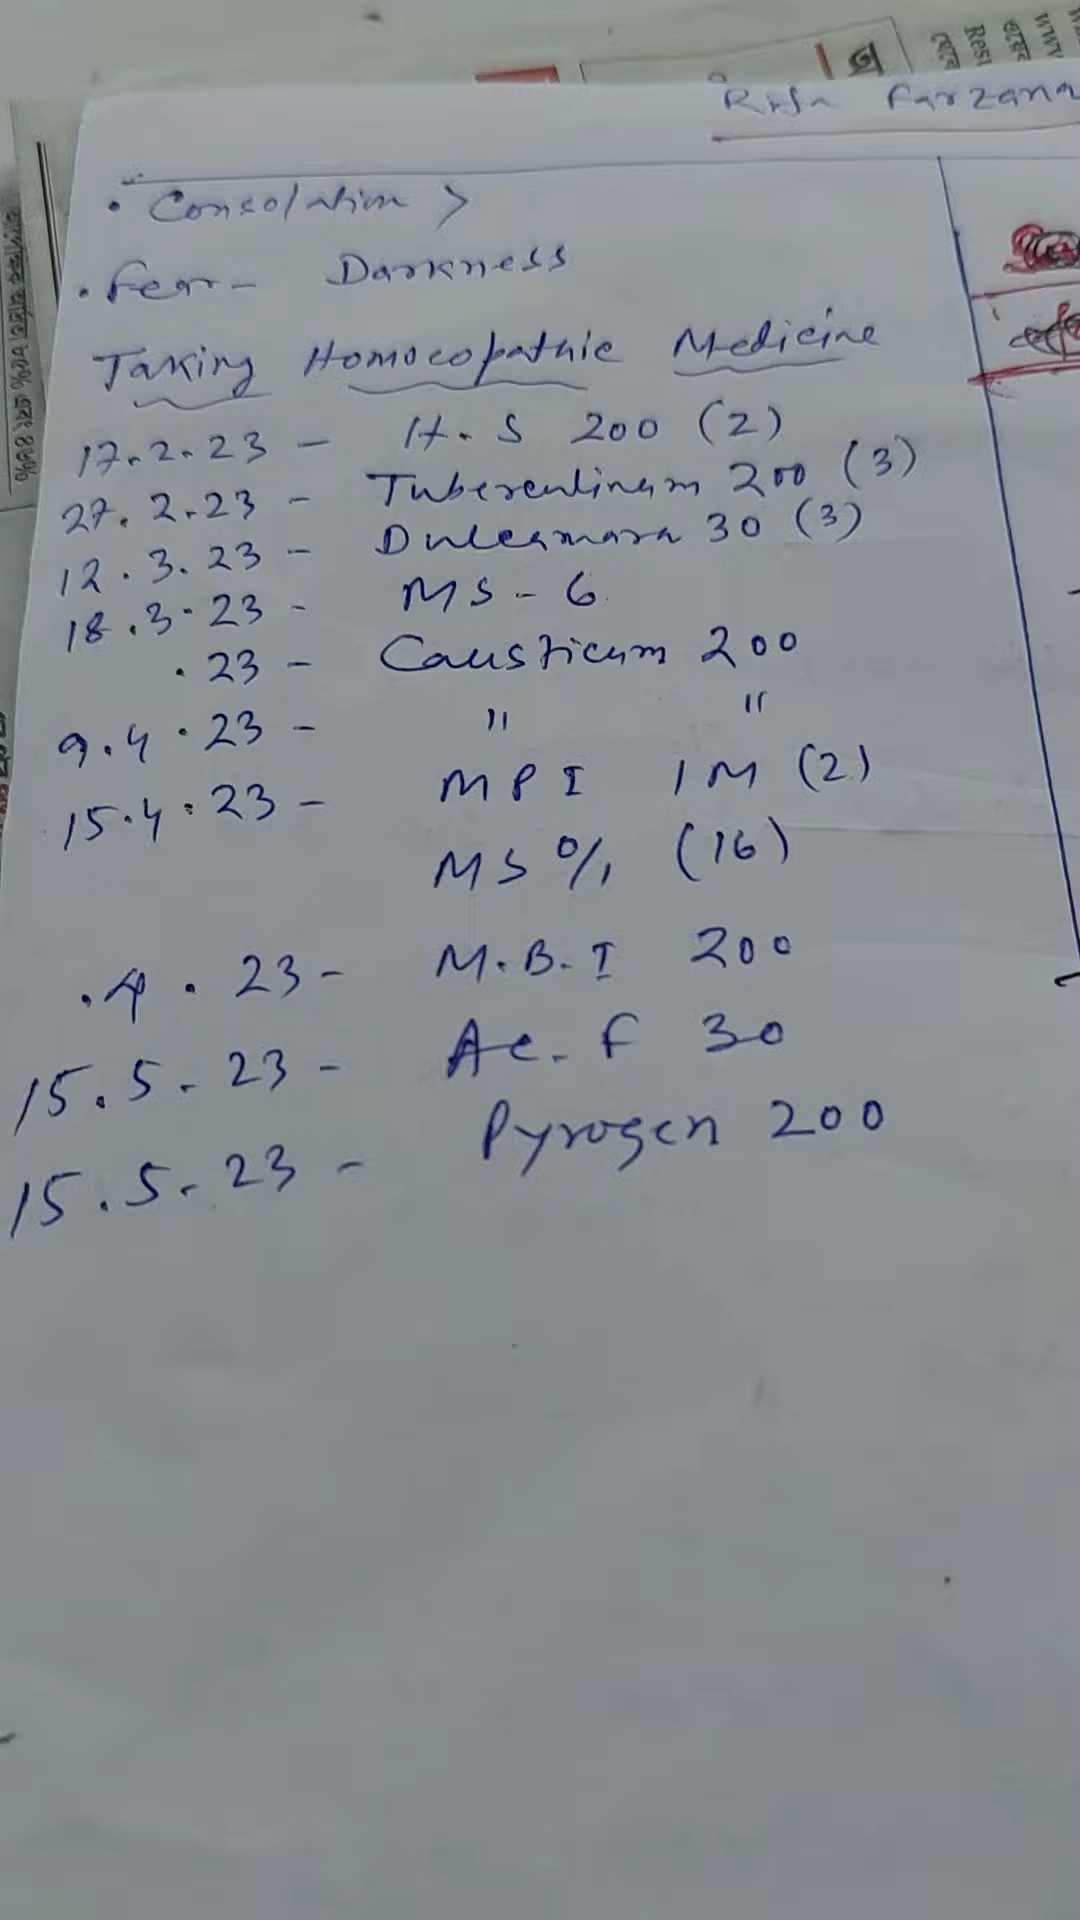 Farzana
• Consolation >
• Fear - Darkness
Taking Homoeopathic Medicine
17.2.23 - H.S 200 (2)
27.2.23 - Tuberculinum 200 (3)
12.3.23 - Dulcamara 30 (3)
18.3.23 - MS - 6
.23 - Causticum 200
9.4.23 - " "
15.4.23 - MPI 1M (2)
MS 0/1 (16)
.4.23 - M.B.I 200
15.5.23 - Ac. F 30
15.5.23 - Pyrogen 200